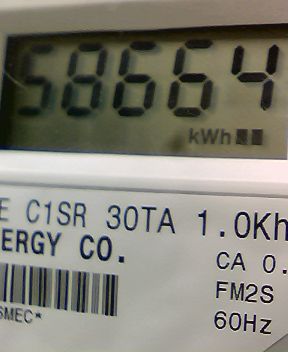 58664
kWh
E C1SR 30TA 1.0Kh
ERGY CO.
CA 0.
FM2S
60Hz
SMEC*